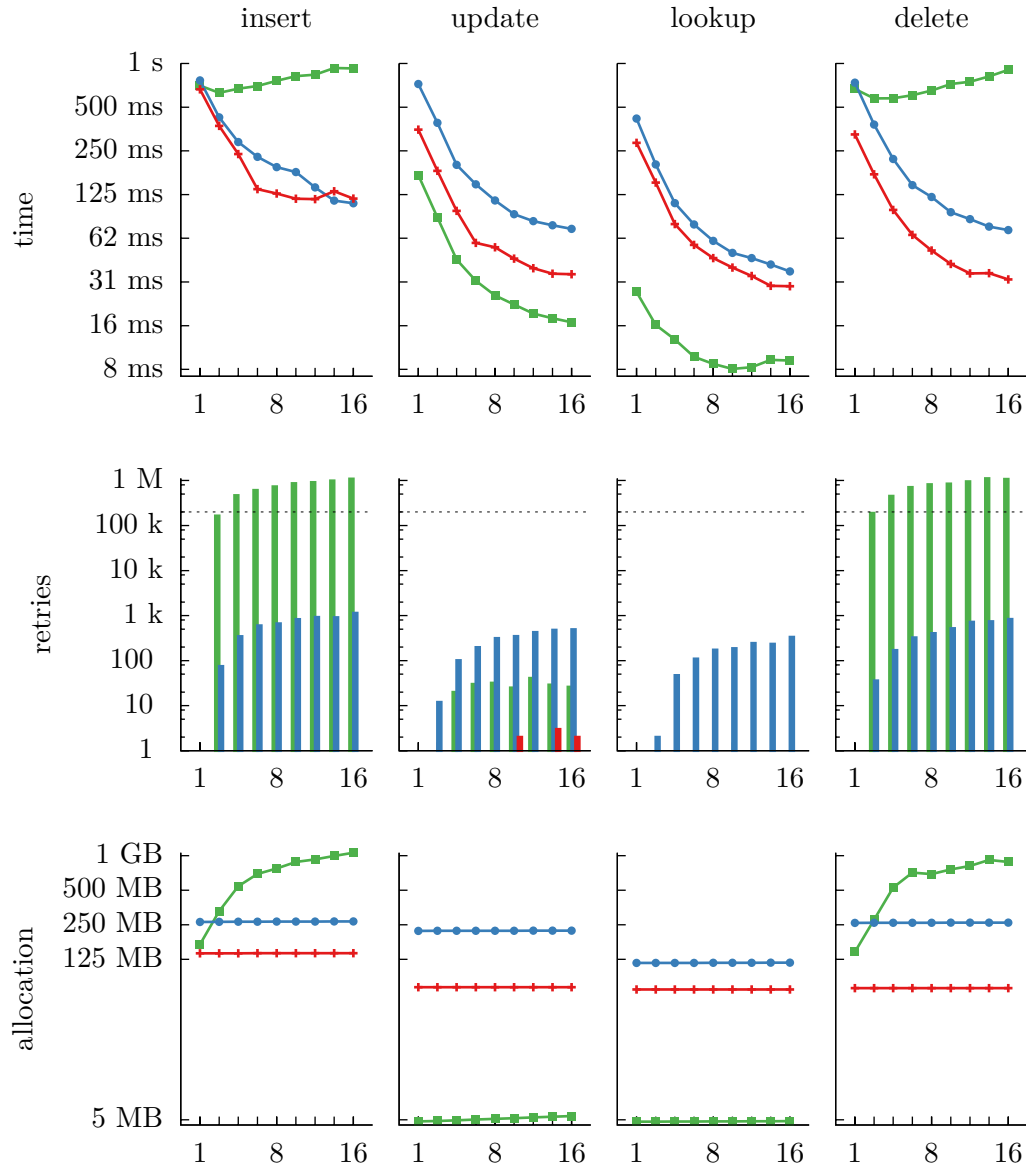 insert update lookup delete
time
1 s
500 ms
250 ms
125 ms
62 ms
31 ms
16 ms
8 ms
1 8 16 1 8 16 1 8 16 1 8 16
retries
1 M
100 k
10 k
1 k
100
10
1
1 8 16 1 8 16 1 8 16 1 8 16
allocation
1 GB
500 MB
250 MB
125 MB
5 MB
1 8 16 1 8 16 1 8 16 1 8 16